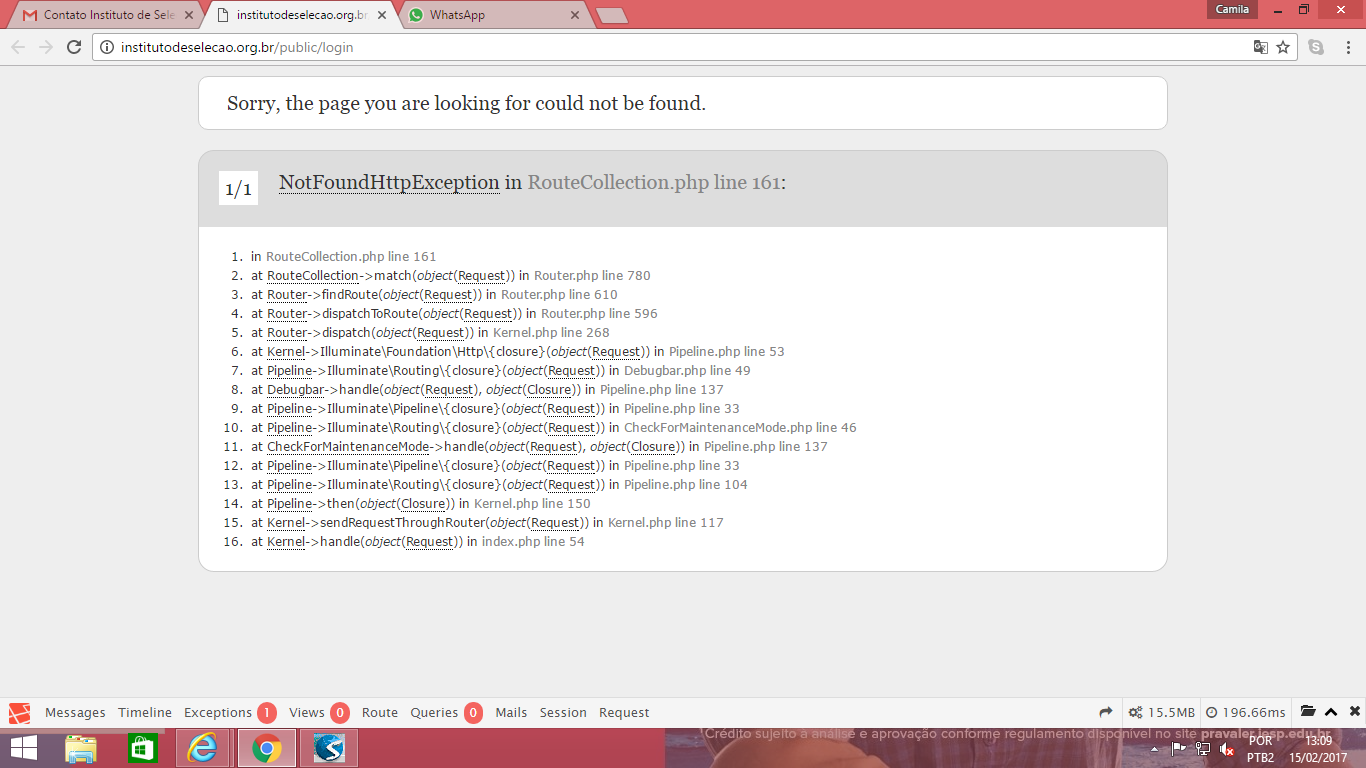 Contato Instituto de Sele
institutodeselecao.org.br
WhatsApp
Camila
institutodeselecao.org.br/public/login
Sorry, the page you are looking for could not be found.
1/1
NotFoundHttpException in RouteCollection.php line 161:
1. in RouteCollection.php line 161
2. at RouteCollection->match(object(Request)) in Router.php line 780
3. at Router->findRoute(object(Request)) in Router.php line 610
4. at Router->dispatchToRoute(object(Request)) in Router.php line 596
5. at Router->dispatch(object(Request)) in Kernel.php line 268
6. at Kernel->Illuminate\Foundation\Http\{closure}(object(Request)) in Pipeline.php line 53
7. at Pipeline->Illuminate\Routing\{closure}(object(Request)) in Debugbar.php line 49
8. at Debugbar->handle(object(Request), object(Closure)) in Pipeline.php line 137
9. at Pipeline->Illuminate\Pipeline\{closure}(object(Request)) in Pipeline.php line 33
10. at Pipeline->Illuminate\Routing\{closure}(object(Request)) in CheckForMaintenanceMode.php line 46
11. at CheckForMaintenanceMode->handle(object(Request), object(Closure)) in Pipeline.php line 137
12. at Pipeline->Illuminate\Pipeline\{closure}(object(Request)) in Pipeline.php line 33
13. at Pipeline->Illuminate\Routing\{closure}(object(Request)) in Pipeline.php line 104
14. at Pipeline->then(object(Closure)) in Kernel.php line 150
15. at Kernel->sendRequestThroughRouter(object(Request)) in Kernel.php line 117
16. at Kernel->handle(object(Request)) in index.php line 54
Messages Timeline Exceptions 1 Views 0 Route Queries 0 Mails Session Request 15.5MB 196.66ms
Crédito sujeito a análise e aprovação conforme regulamento disponível no site pravaler.iesp.edu.br
POR 13:09
PTB2 15/02/2017